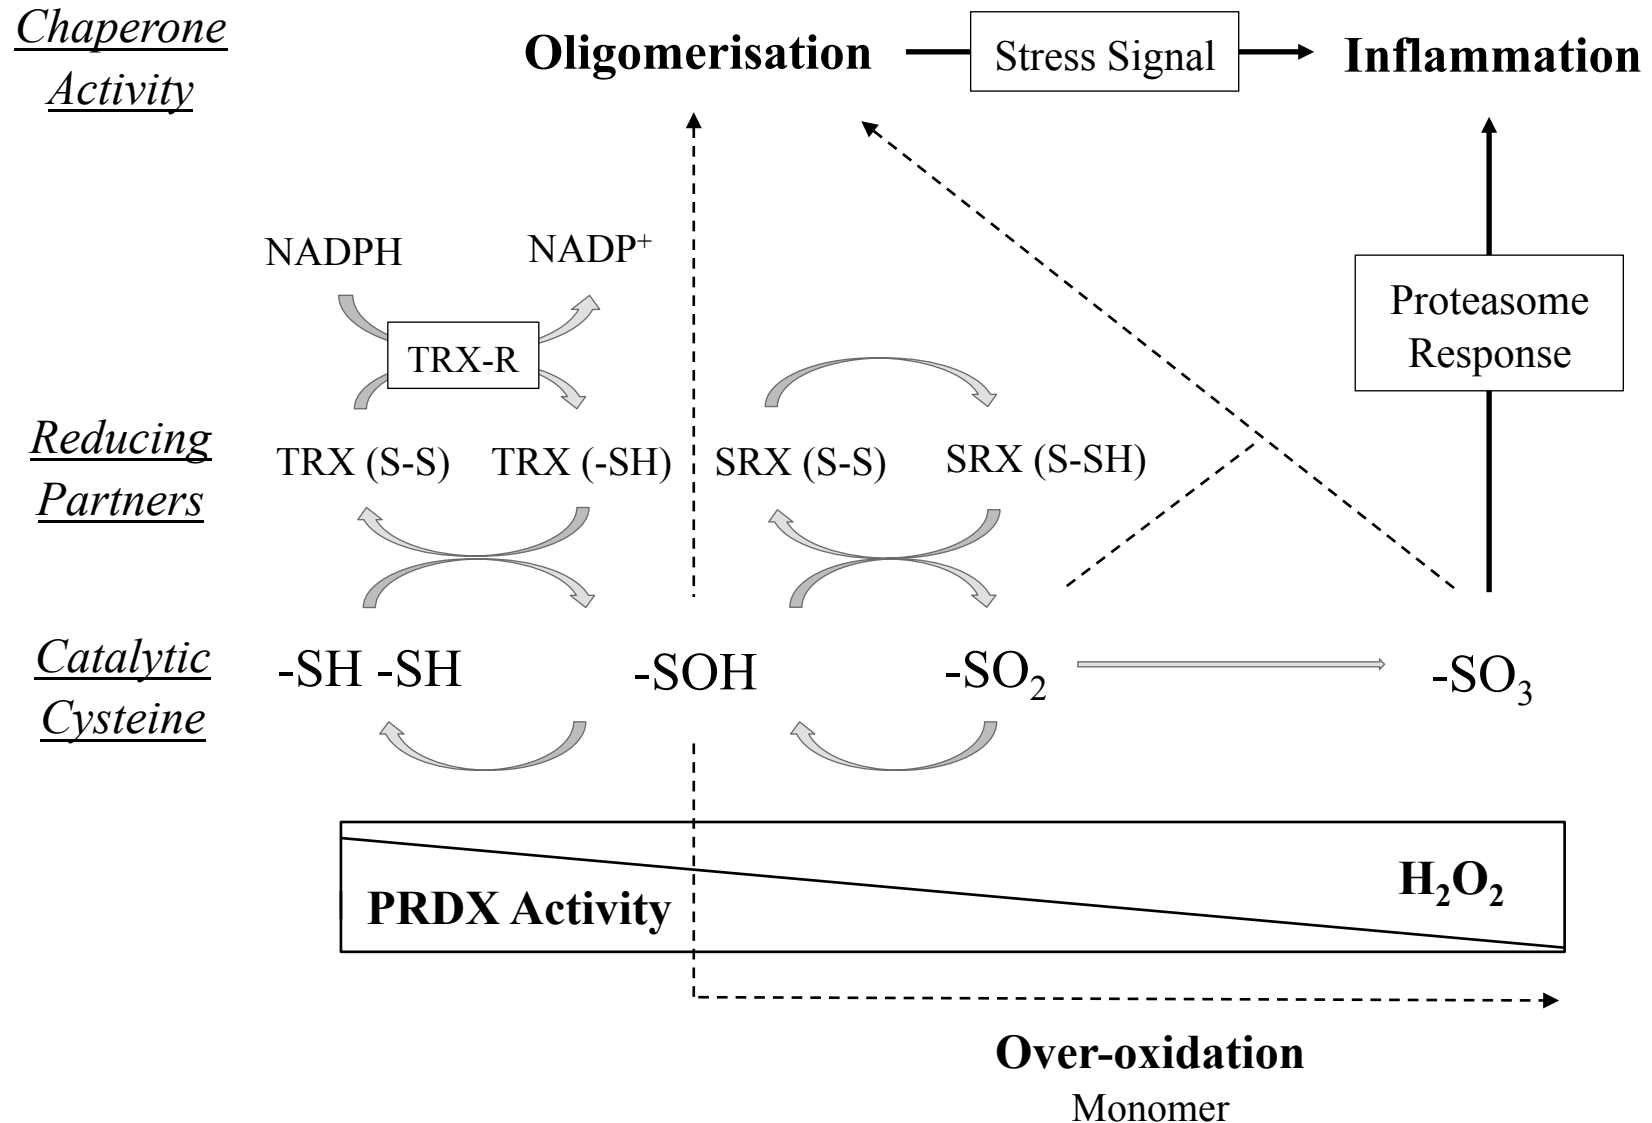 Chaperone
Activity
Oligomerisation
Stress Signal
Inflammation
NADPH
NADP+
TRX-R
Proteasome
Response
Reducing
Partners
TRX (S-S)
TRX (-SH)
SRX (S-S)
SRX (S-SH)
Catalytic
Cysteine
-SH -SH
-SOH
-SO2
-SO3
PRDX Activity
H2O2
Over-oxidation
Monomer